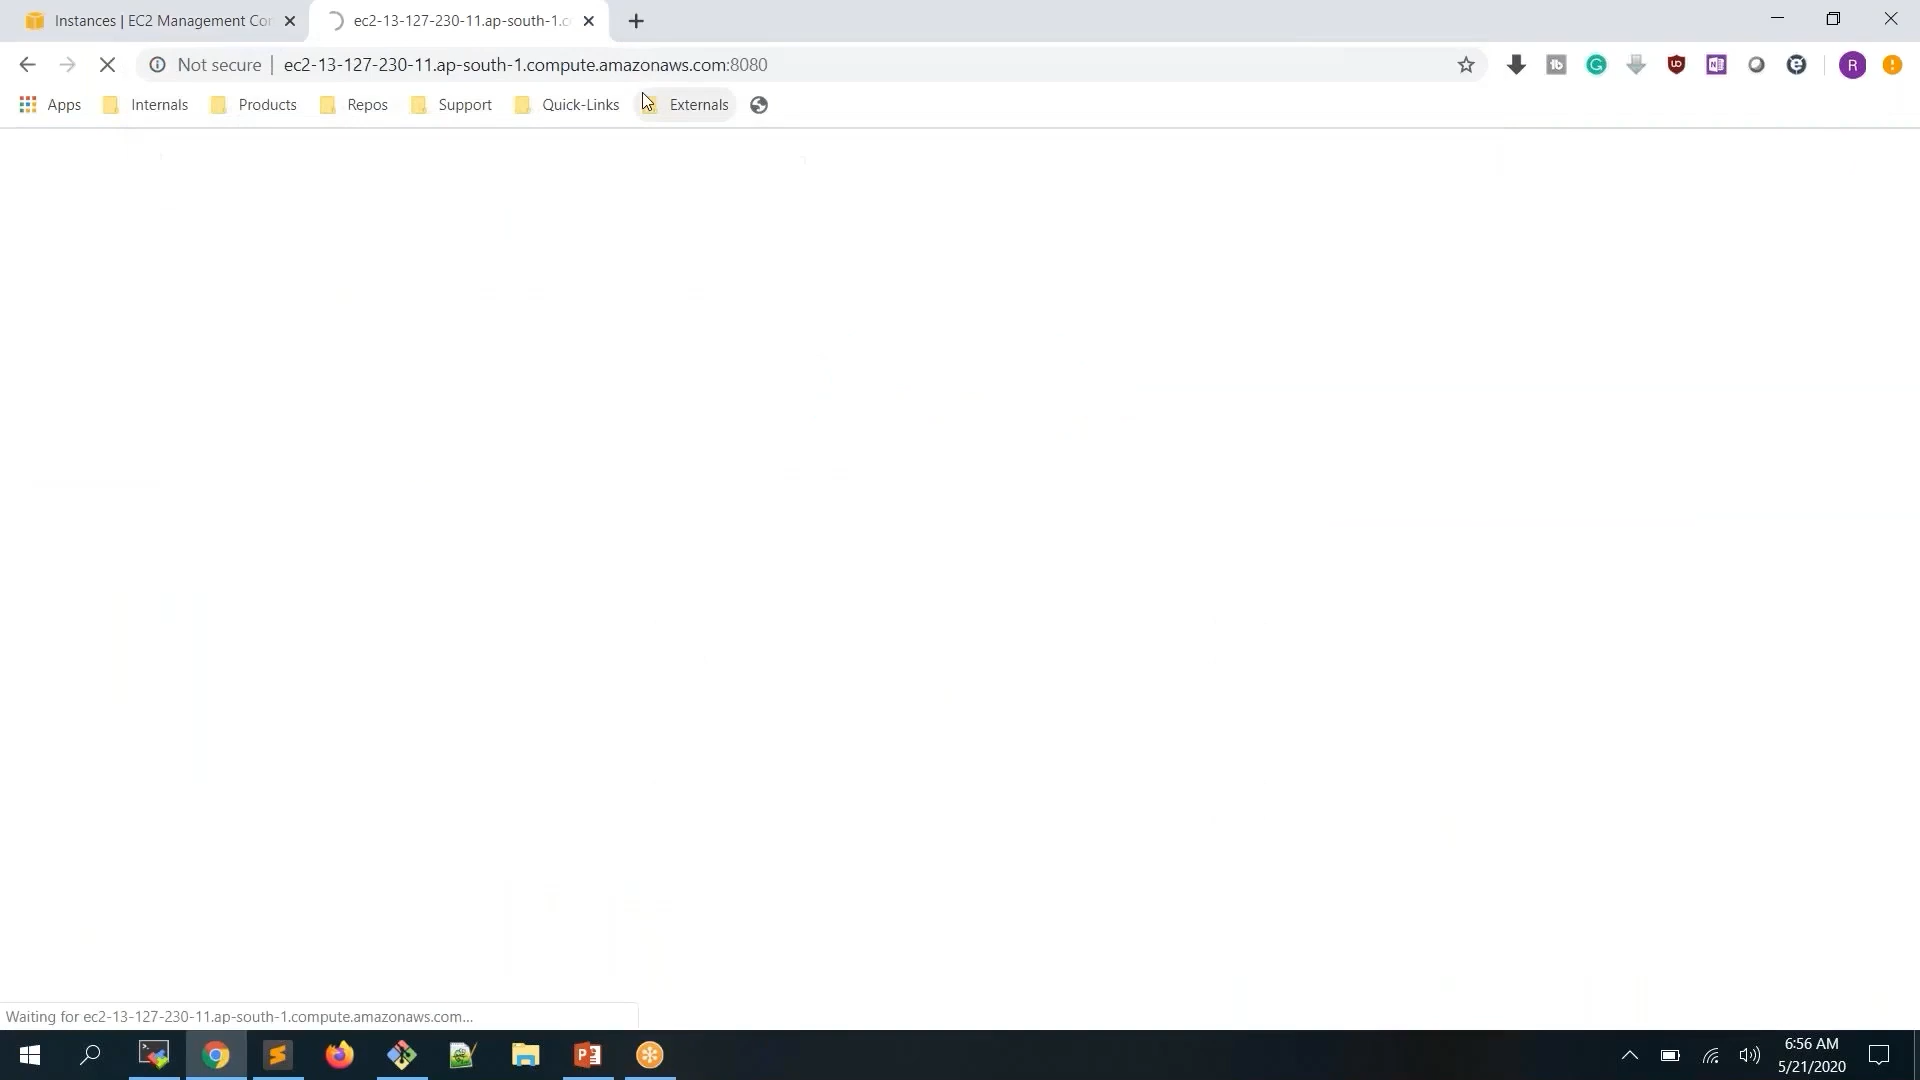 Instances | EC2 Management Cor
ec2-13-127-230-11.ap-south-1.c
Not secure | ec2-13-127-230-11.ap-south-1.compute.amazonaws.com:8080
Apps Internals Products Repos Support Quick-Links Externals
Waiting for ec2-13-127-230-11.ap-south-1.compute.amazonaws.com...
6:56 AM
5/21/2020